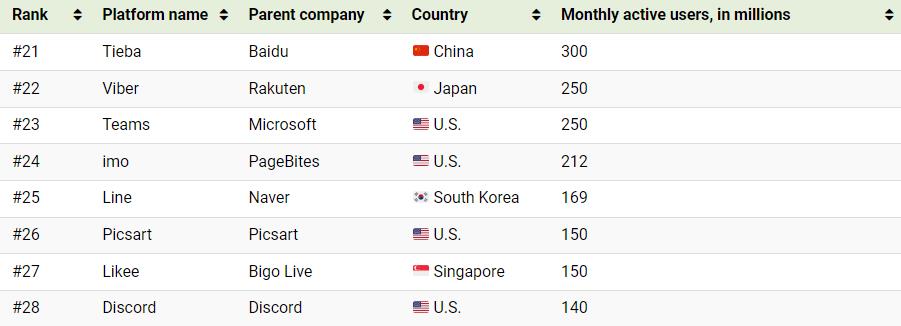 Rank Platform name Parent company Country Monthly active users, in millions
#21 Tieba Baidu China 300
#22 Viber Rakuten Japan 250
#23 Teams Microsoft U.S. 250
#24 imo PageBites U.S. 212
#25 Line Naver South Korea 169
#26 Picsart Picsart U.S. 150
#27 Likee Bigo Live Singapore 150
#28 Discord Discord U.S. 140